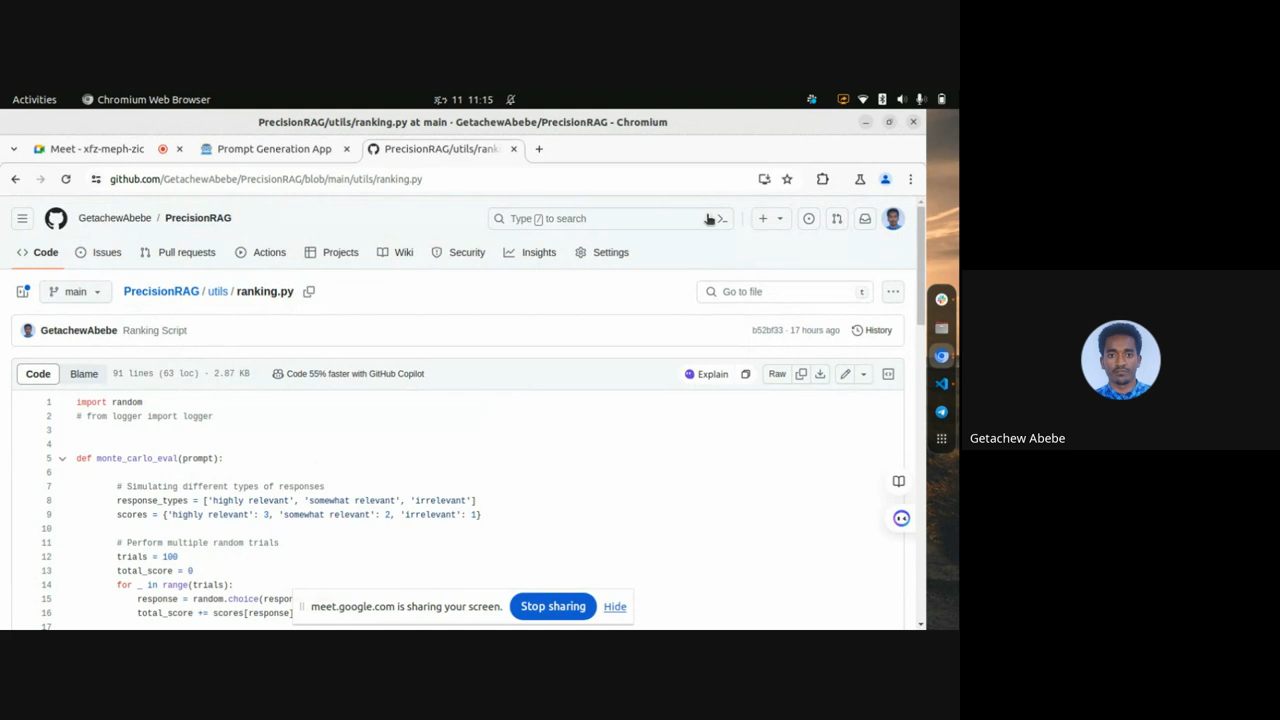 Activities
Chromium Web Browser
11 11:15
PrecisionRAG/utils/ranking.py at main · GetachewAbebe/PrecisionRAG - Chromium
Meet - xfz-meph-zic
Prompt Generation App
PrecisionRAG/utils/rank
github.com/GetachewAbebe/PrecisionRAG/blob/main/utils/ranking.py
GetachewAbebe / PrecisionRAG
Type / to search
Code
Issues
Pull requests
Actions
Projects
Wiki
Security
Insights
Settings
main
PrecisionRAG / utils / ranking.py
Go to file
t
GetachewAbebe Ranking Script
b52bf33 · 17 hours ago
History
Code
Blame
91 lines (63 loc) · 2.87 KB
Code 55% faster with GitHub Copilot
Explain
Raw
1 import random
2 # from logger import logger
3
4
5 def monte_carlo_eval(prompt):
6
7 # Simulating different types of responses
8 response_types = ['highly relevant', 'somewhat relevant', 'irrelevant']
9 scores = {'highly relevant': 3, 'somewhat relevant': 2, 'irrelevant': 1}
10
11 # Perform multiple random trials
12 trials = 100
13 total_score = 0
14 for _ in range(trials):
15 response = random.choice(respon
16 total_score += scores[response]
17
meet.google.com is sharing your screen.
Stop sharing
Hide
Getachew Abebe